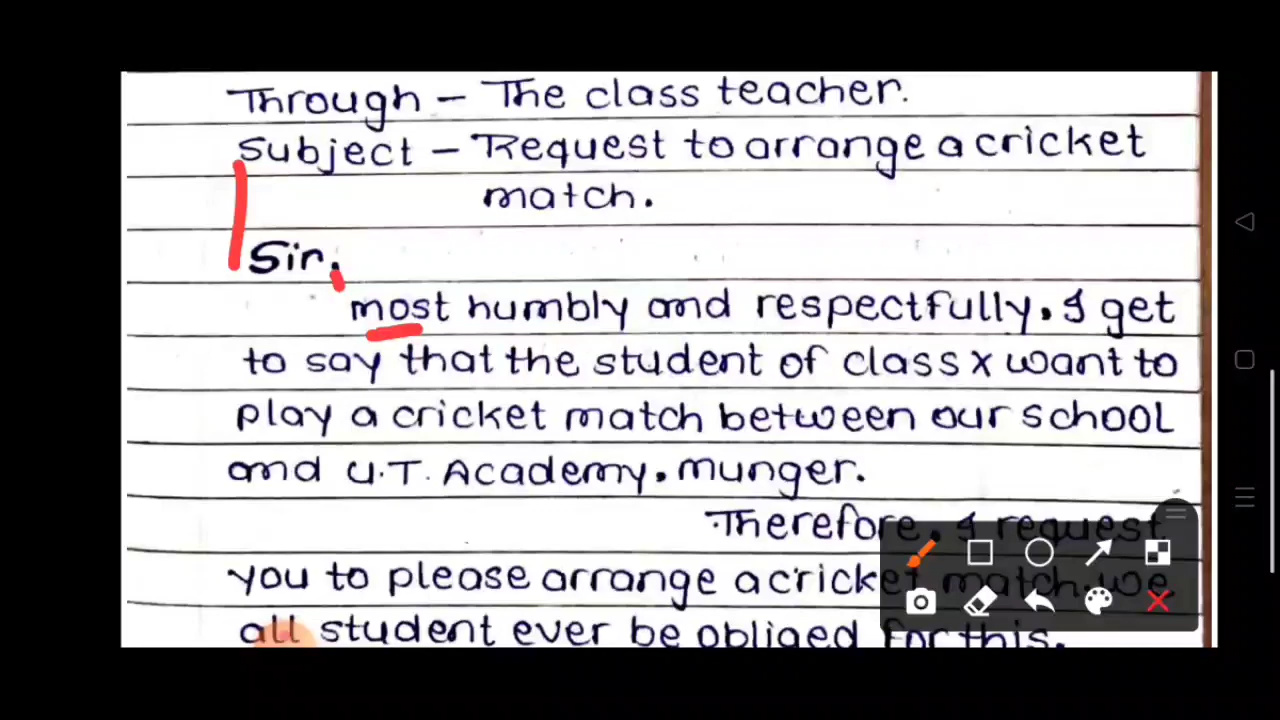 Through - The class teacher.
Subject - Request to arrange a cricket
match.
Sir,
most humbly and respectfully. I get
to say that the student of class X want to
play a cricket match between our school
and U.T. Academy. munger.
Therefore. I request
you to please arrange a cricket match. we
all student ever be obliged for this.